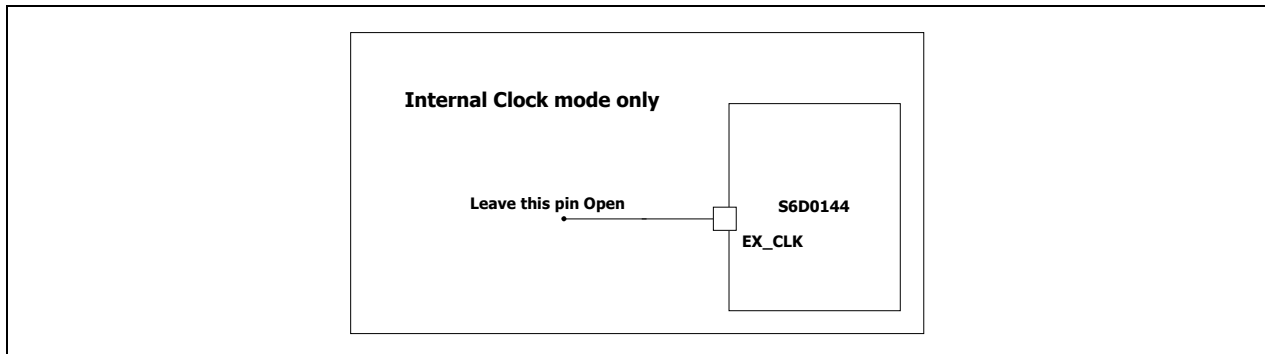 Internal Clock mode only
Leave this pin Open
S6D0144
EX_CLK